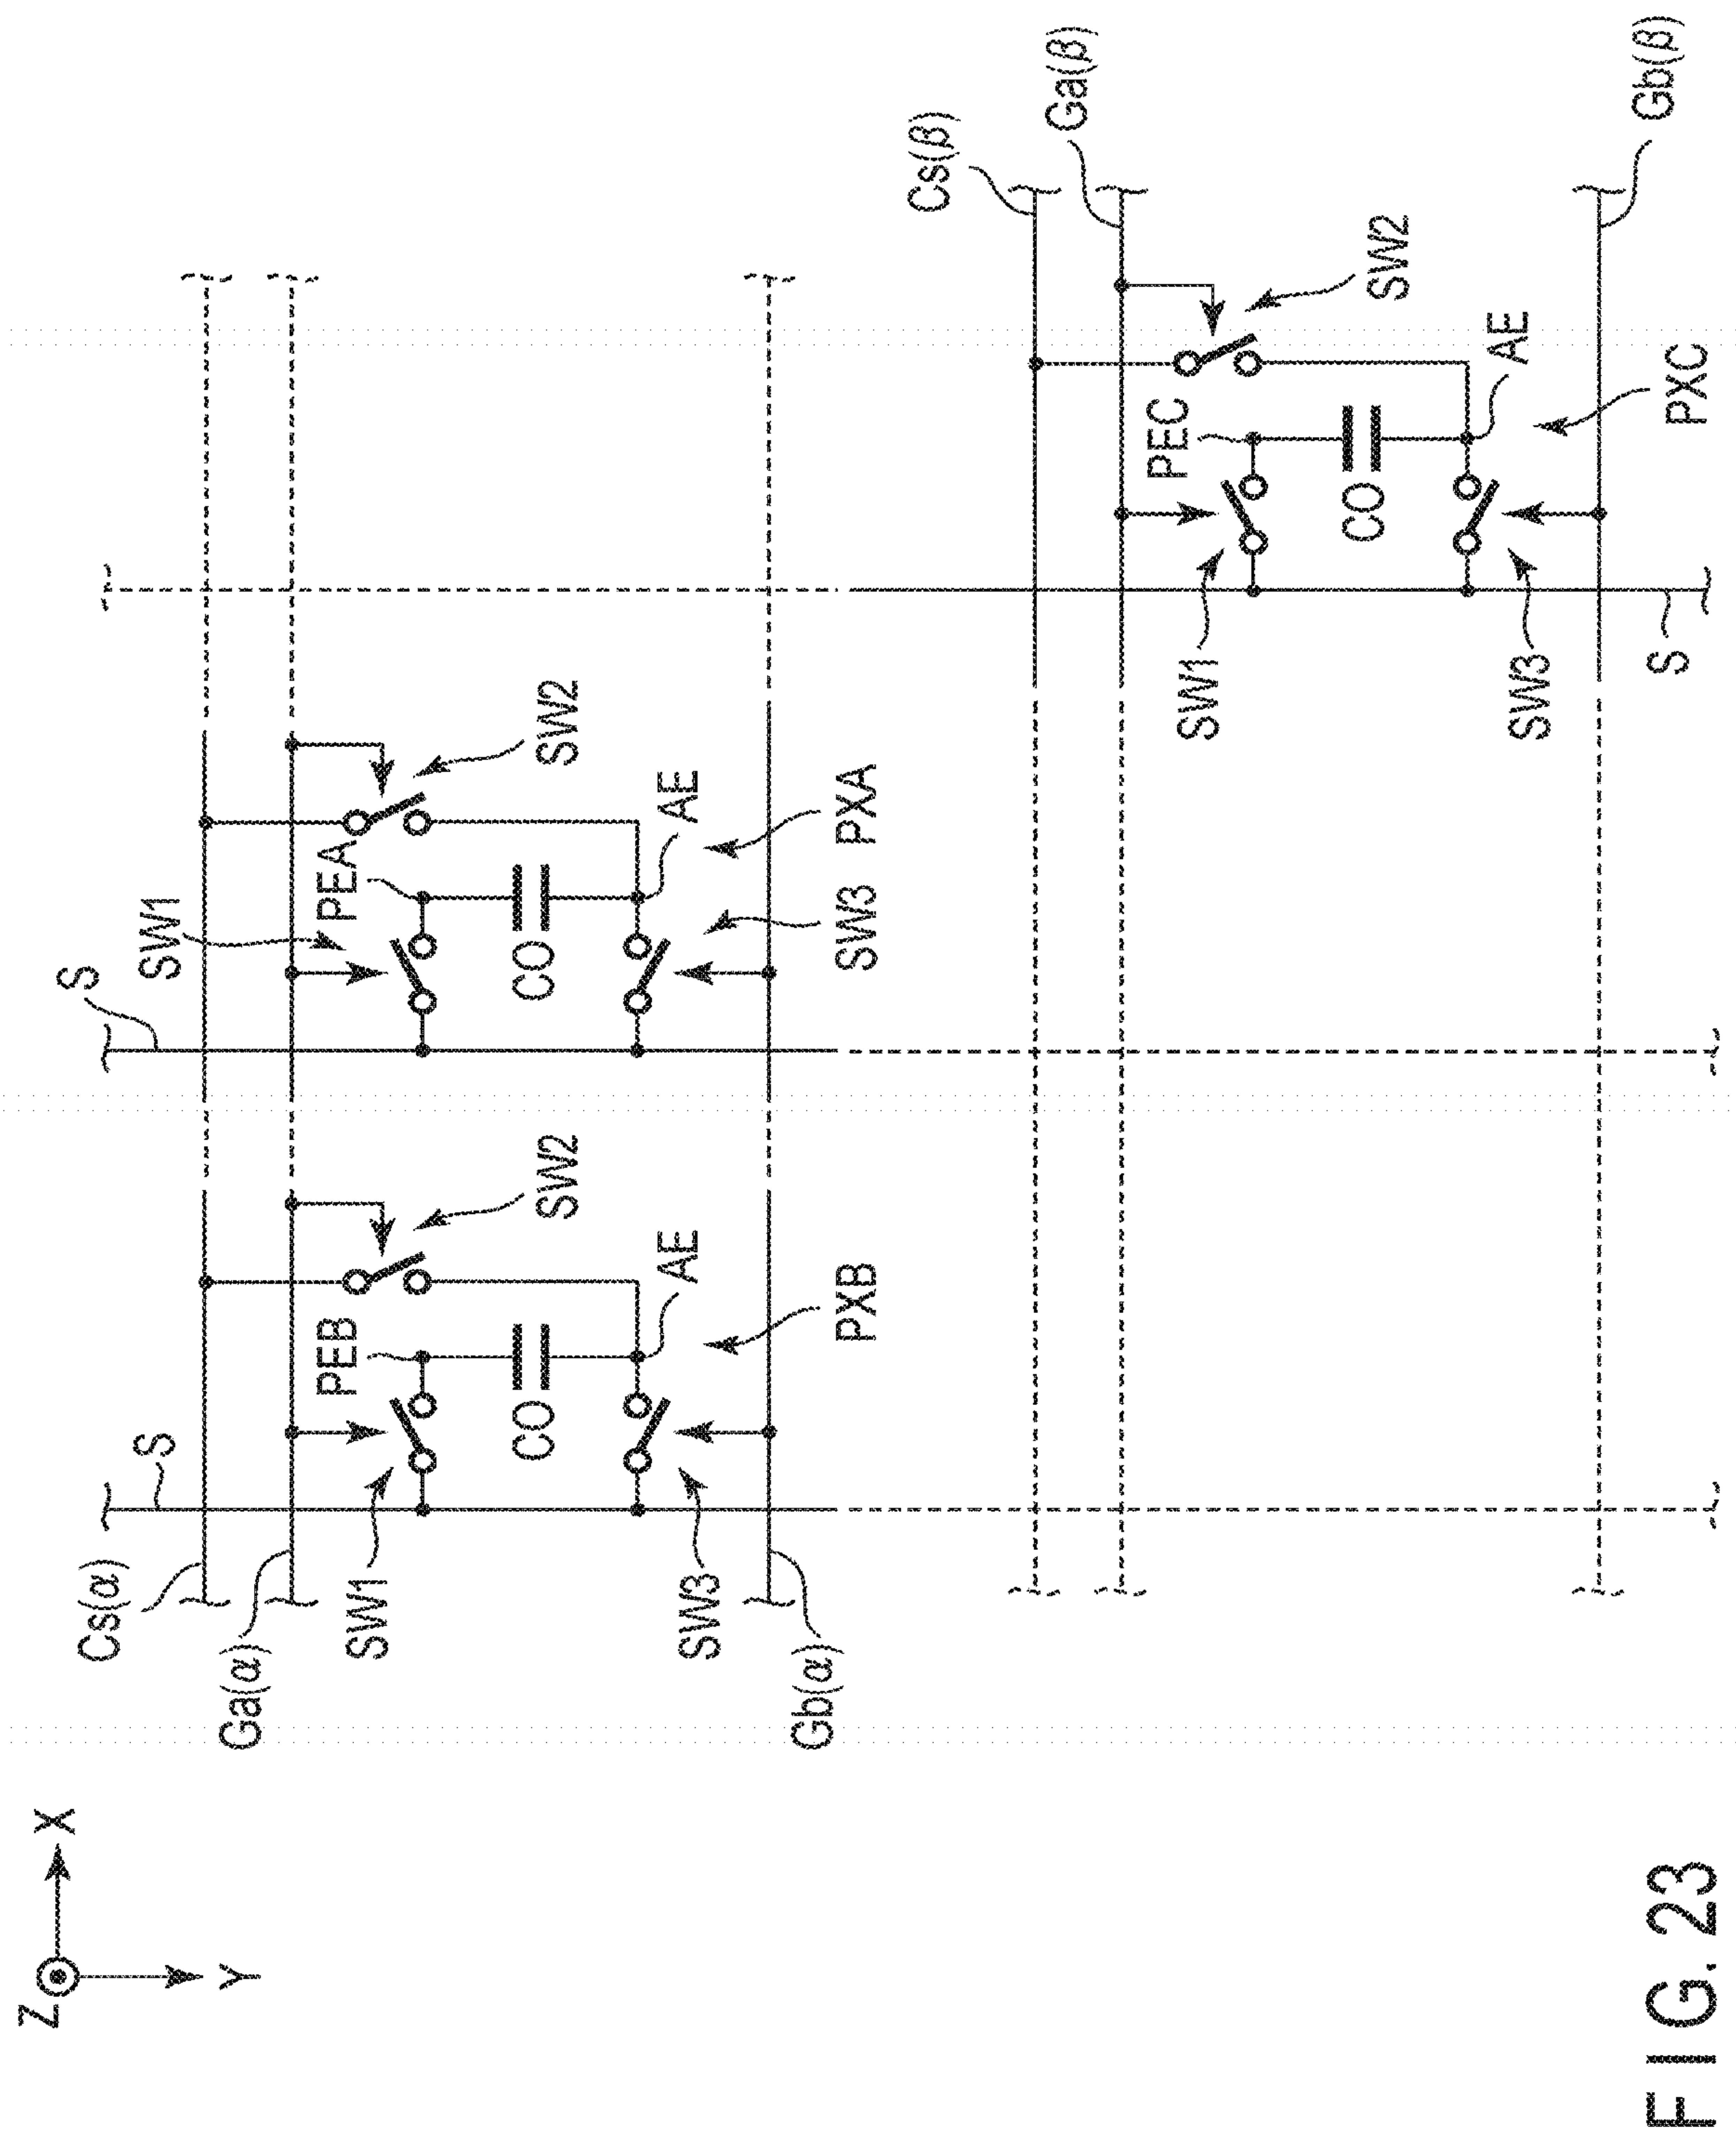 Z
X
Y
Cs(α)
S
SW1
S
Ga(α)
PEB
PEA
SW1
CO
SW2
CO
SW2
AE
AE
SW3
Gb(α)
PXB
SW3
PXA
Cs(β)
Ga(β)
PEC
SW1
CO
SW2
AE
SW3
S
PXC
Gb(β)
FIG. 23